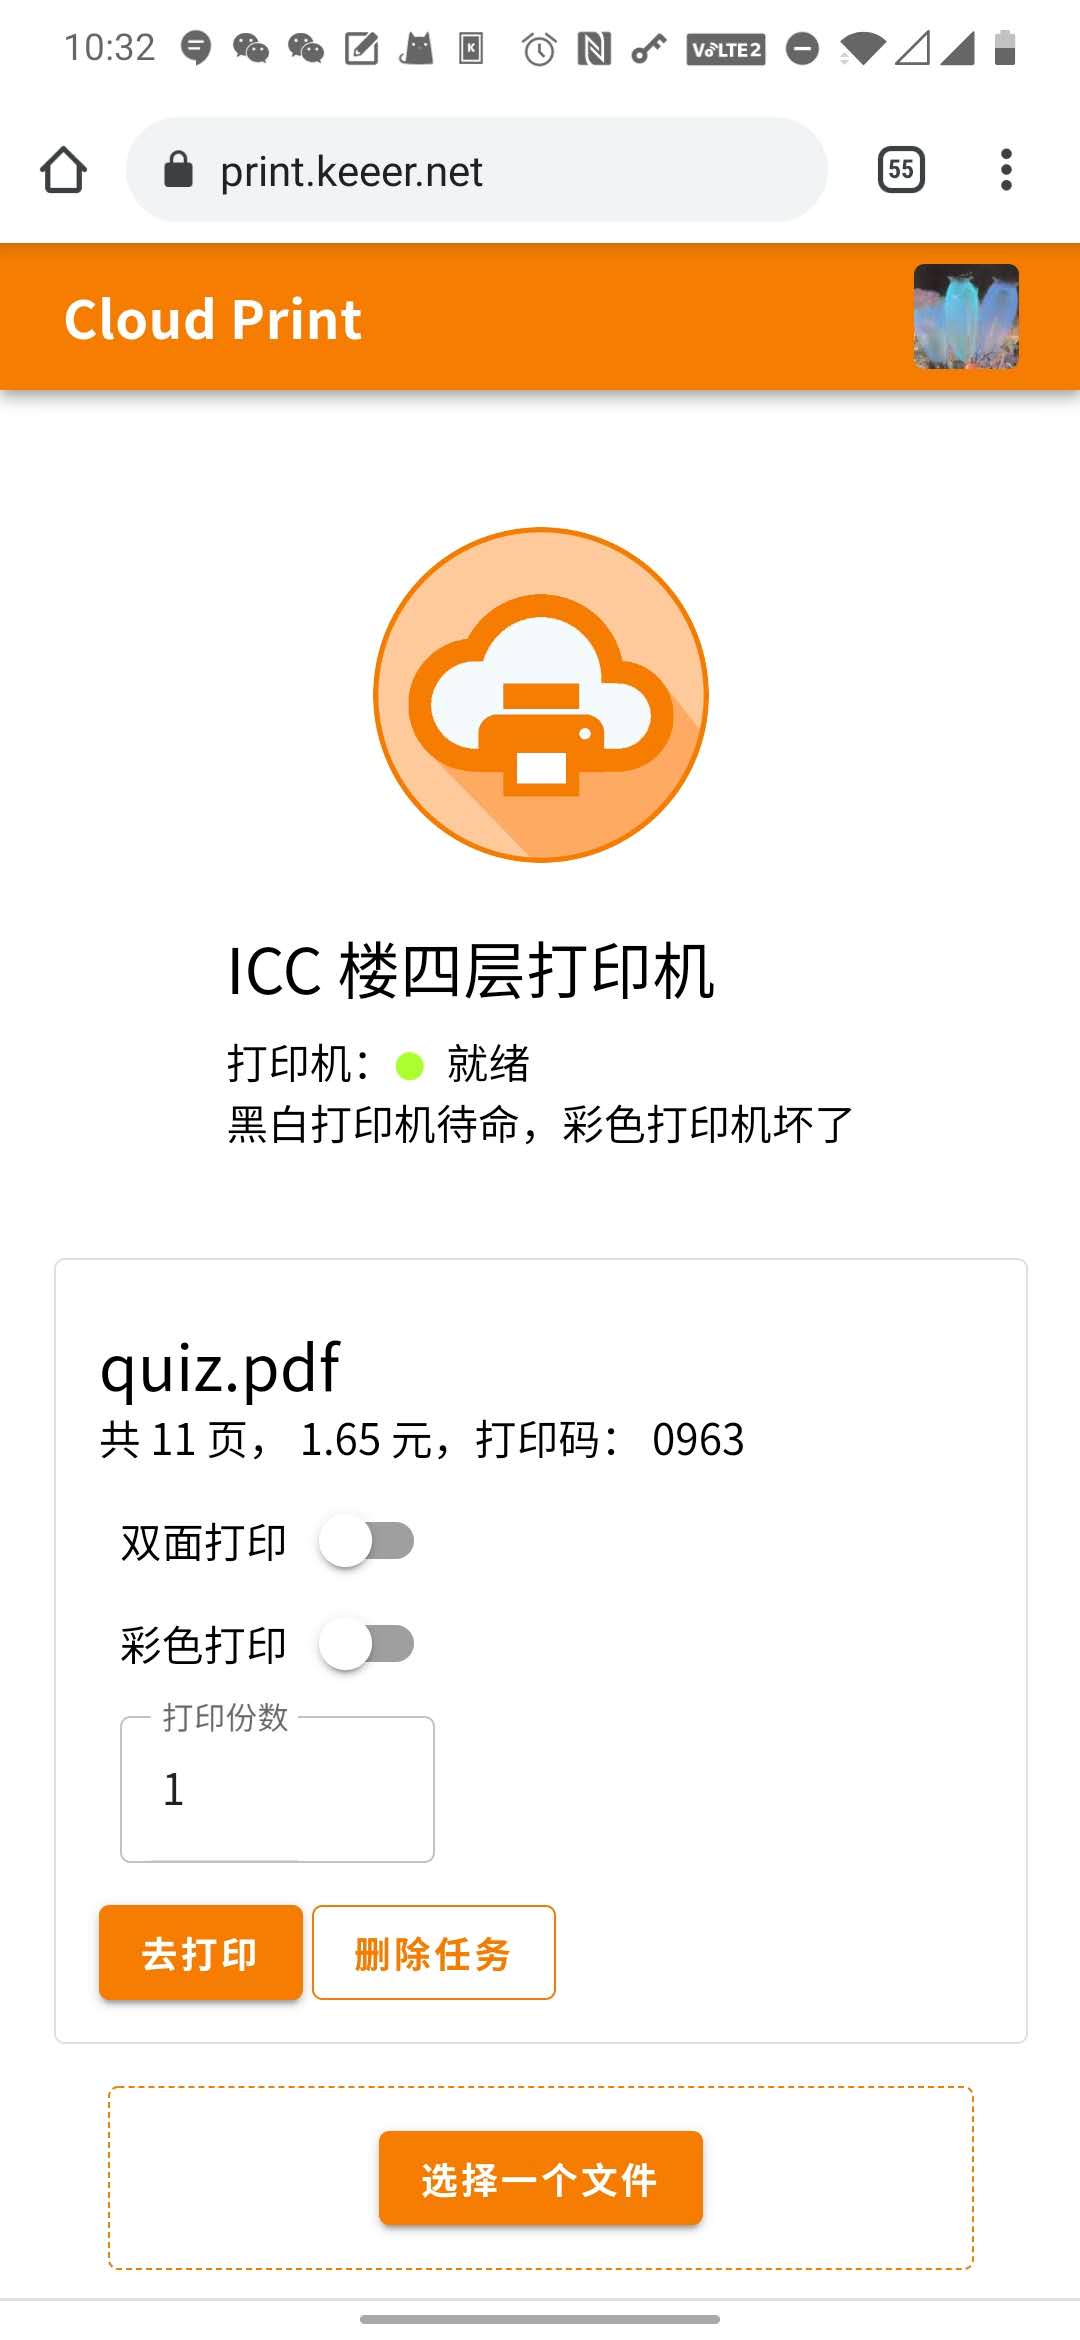 10:32
VoLTE 2
print.keeer.net
55
Cloud Print
ICC 楼四层打印机
打印机： 就绪
黑白打印机待命，彩色打印机坏了
quiz.pdf
共 11 页， 1.65 元，打印码： 0963
双面打印
彩色打印
打印份数
1
去打印
删除任务
选择一个文件